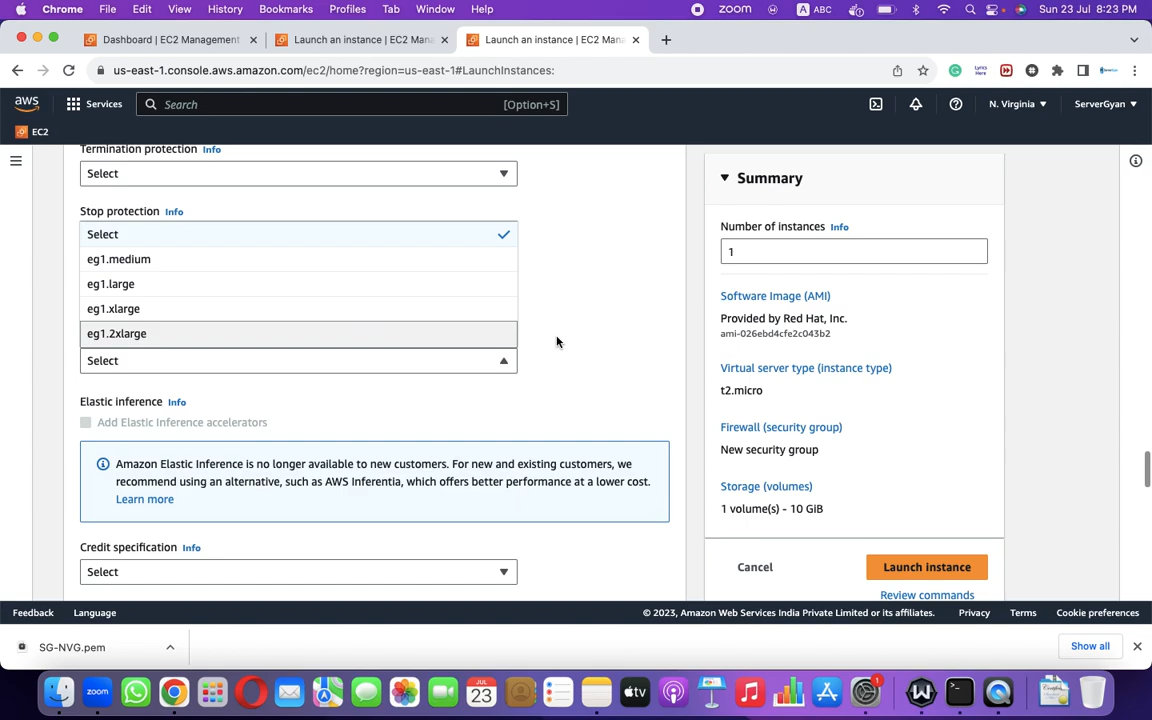 Chrome File Edit View History Bookmarks Profiles Tab Window Help
zoom A ABC Sun 23 Jul 8:23 PM
Dashboard | EC2 Management
Launch an instance | EC2 Mana
Launch an instance | EC2 Mana
us-east-1.console.aws.amazon.com/ec2/home?region=us-east-1#LaunchInstances:
aws Services Search [Option+S] N. Virginia ServerGyan
EC2
Termination protection Info
Select
Stop protection Info
Select
eg1.medium
eg1.large
eg1.xlarge
eg1.2xlarge
Select
Elastic inference Info
Add Elastic Inference accelerators
Amazon Elastic Inference is no longer available to new customers. For new and existing customers, we
recommend using an alternative, such as AWS Inferentia, which offers better performance at a lower cost.
Learn more
Credit specification Info
Select
Summary
Number of instances Info
1
Software Image (AMI)
Provided by Red Hat, Inc.
ami-026ebd4cfe2c043b2
Virtual server type (instance type)
t2.micro
Firewall (security group)
New security group
Storage (volumes)
1 volume(s) - 10 GiB
Cancel Launch instance
Review commands
Feedback Language © 2023, Amazon Web Services India Private Limited or its affiliates. Privacy Terms Cookie preferences
SG-NVG.pem Show all
zoom JUL 23 tv 1